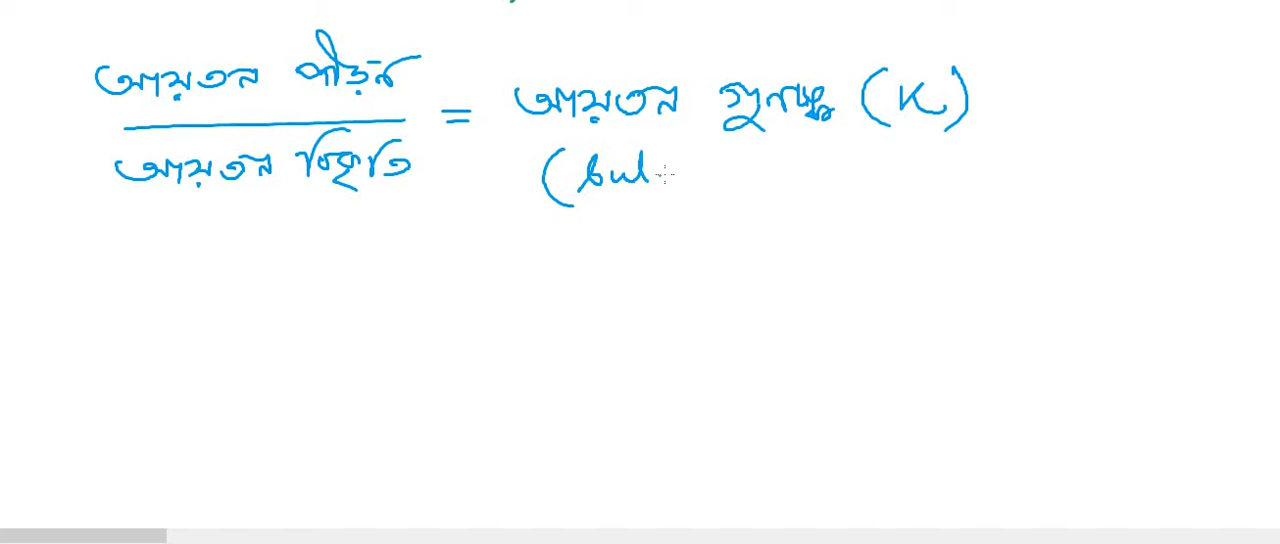 আয়তন পীড়ন
আয়তন বিকৃতি
= আয়তন গুনাঙ্ক (K)
(bul